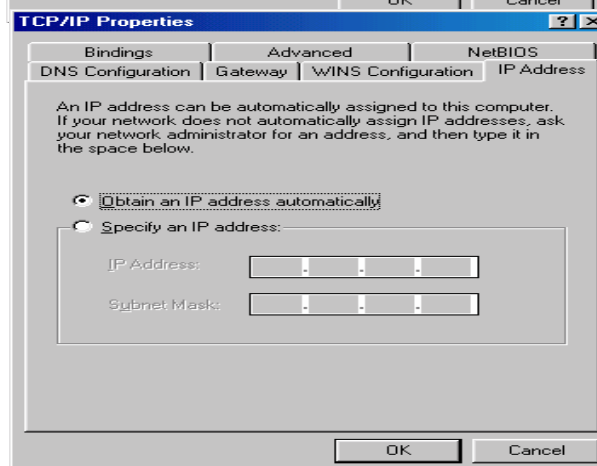 OK Cancel
TCP/IP Properties ? ×
Bindings Advanced NetBIOS
DNS Configuration Gateway WINS Configuration IP Address
An IP address can be automatically assigned to this computer.
If your network does not automatically assign IP addresses, ask
your network administrator for an address, and then type it in
the space below.
Obtain an IP address automatically
Specify an IP address:
IP Address:
. . .
Subnet Mask:
. . .
OK Cancel